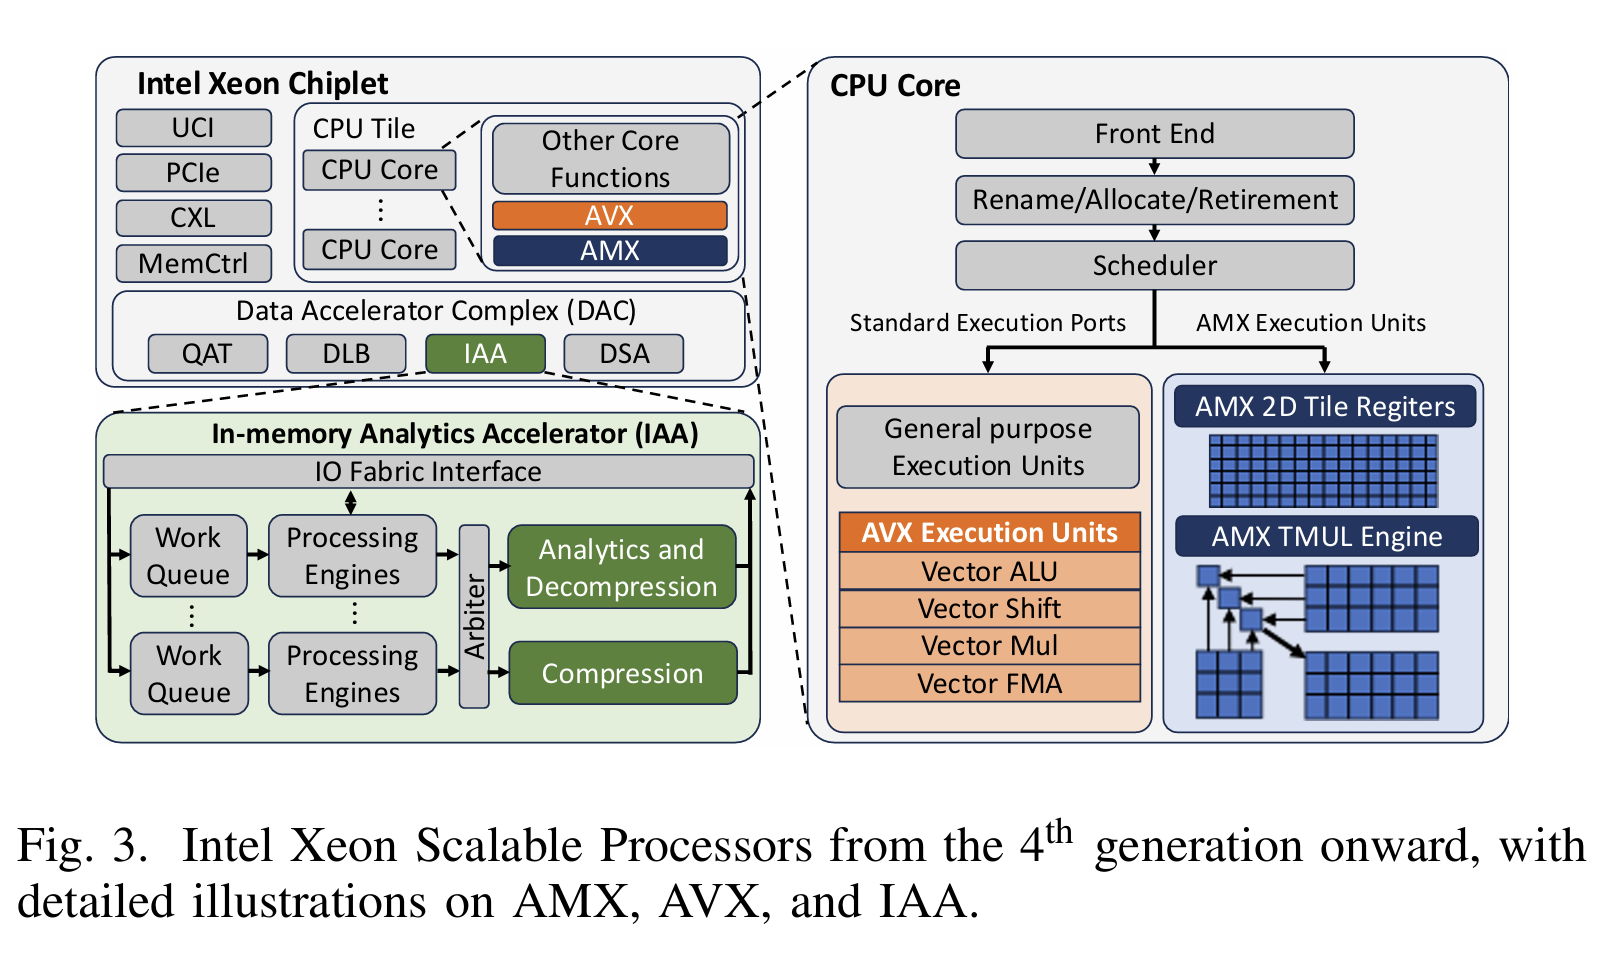 Intel Xeon Chiplet
UCI
PCIe
CXL
MemCtrl
CPU Tile
CPU Core
⋮
CPU Core
Other Core
Functions
AVX
AMX
Data Accelerator Complex (DAC)
QAT
DLB
IAA
DSA
In-memory Analytics Accelerator (IAA)
IO Fabric Interface
Work
Queue
Processing
Engines
⋮
⋮
Work
Queue
Processing
Engines
Arbiter
Analytics and
Decompression
Compression
CPU Core
Front End
Rename/Allocate/Retirement
Scheduler
Standard Execution Ports
AMX Execution Units
General purpose
Execution Units
AVX Execution Units
Vector ALU
Vector Shift
Vector Mul
Vector FMA
AMX 2D Tile Regiters
AMX TMUL Engine
Fig. 3. Intel Xeon Scalable Processors from the 4th generation onward, with
detailed illustrations on AMX, AVX, and IAA.